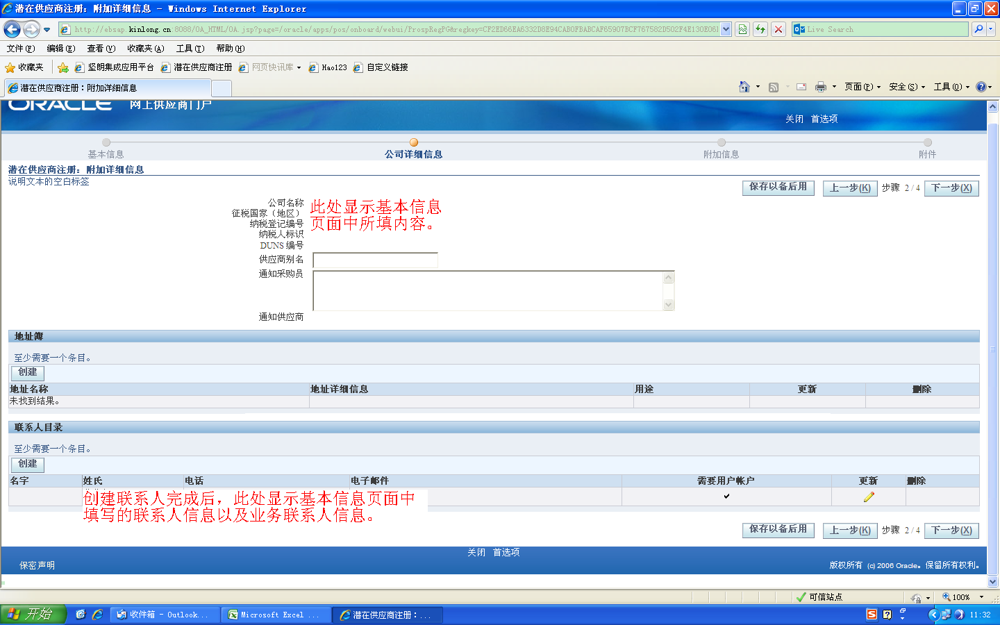 潜在供应商注册：附加详细信息 - Windows Internet Explorer
http://ebsap.kinlong.cn:8088/OA_HTML/OA.jsp?page=/oracle/apps/pos/onboard/webui/ProspRegPG&regkey=CF2ED66EA6332D8E94CAB0FBABCAF65907BCF767582D502F4E130E06 Live Search
文件(F) 编辑(E) 查看(V) 收藏夹(A) 工具(T) 帮助(H)
收藏夹 坚朗集成应用平台 潜在供应商注册 网页快讯库 Hao123 自定义链接
潜在供应商注册：附加详细信息 页面(P) 安全(S) 工具(O)
ORACLE 网上供应商门户
关闭 首选项
基本信息 公司详细信息 附加信息 附件
潜在供应商注册：附加详细信息
说明文本的空白标签
保存以备后用 上一步(K) 步骤 2 / 4 下一步(X)
公司名称
征税国家（地区）
纳税登记编号
纳税人标识
DUNS 编号
此处显示基本信息
页面中所填内容。
供应商别名
通知采购员
通知供应商
地址簿
至少需要一个条目。
创建
地址名称 地址详细信息 用途 更新 删除
未找到结果。
联系人目录
至少需要一个条目。
创建
名字 姓氏 电话 电子邮件 需要用户帐户 更新 删除
创建联系人完成后，此处显示基本信息页面中
填写的联系人信息以及业务联系人信息。
保存以备后用 上一步(K) 步骤 2 / 4 下一步(X)
关闭 首选项
保密声明
版权所有 (c) 2006 Oracle。保留所有权利。
可信站点 100%
开始 收件箱 - Outlook... Microsoft Excel ... 潜在供应商注册：... 11:32